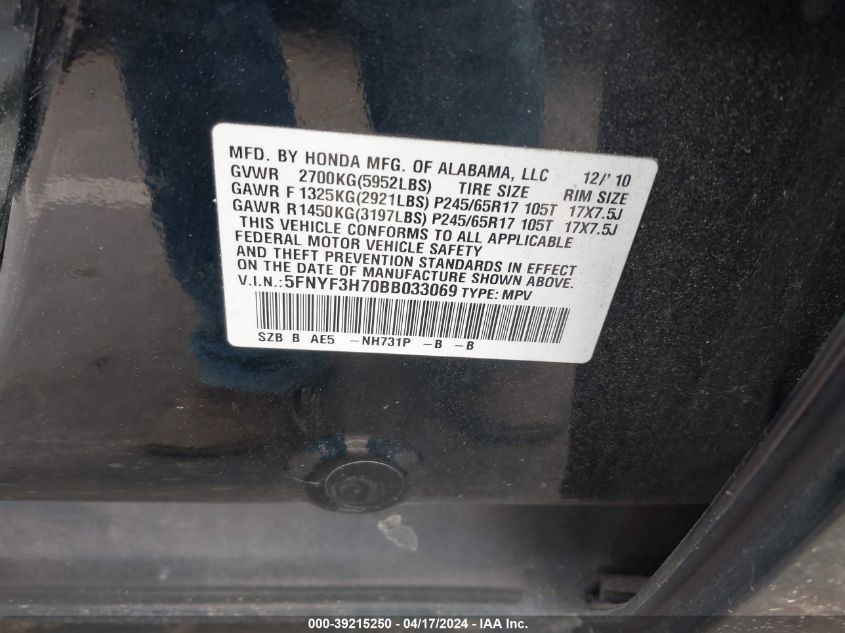 MFD. BY HONDA MFG. OF ALABAMA, LLC 12/'10
GVWR 2700KG(5952LBS) TIRE SIZE RIM SIZE
GAWR F 1325KG(2921LBS) P245/65R17 105T 17X7.5J
GAWR R1450KG(3197LBS) P245/65R17 105T 17X7.5J
THIS VEHICLE CONFORMS TO ALL APPLICABLE
FEDERAL MOTOR VEHICLE SAFETY
AND THEFT PREVENTION STANDARDS IN EFFECT
ON THE DATE OF MANUFACTURE SHOWN ABOVE.
V.I.N.:5FNYF3H70BB033069 TYPE: MPV
SZB B AE5 -NH731P -B -B
000-39215250 - 04/17/2024 - IAA Inc.